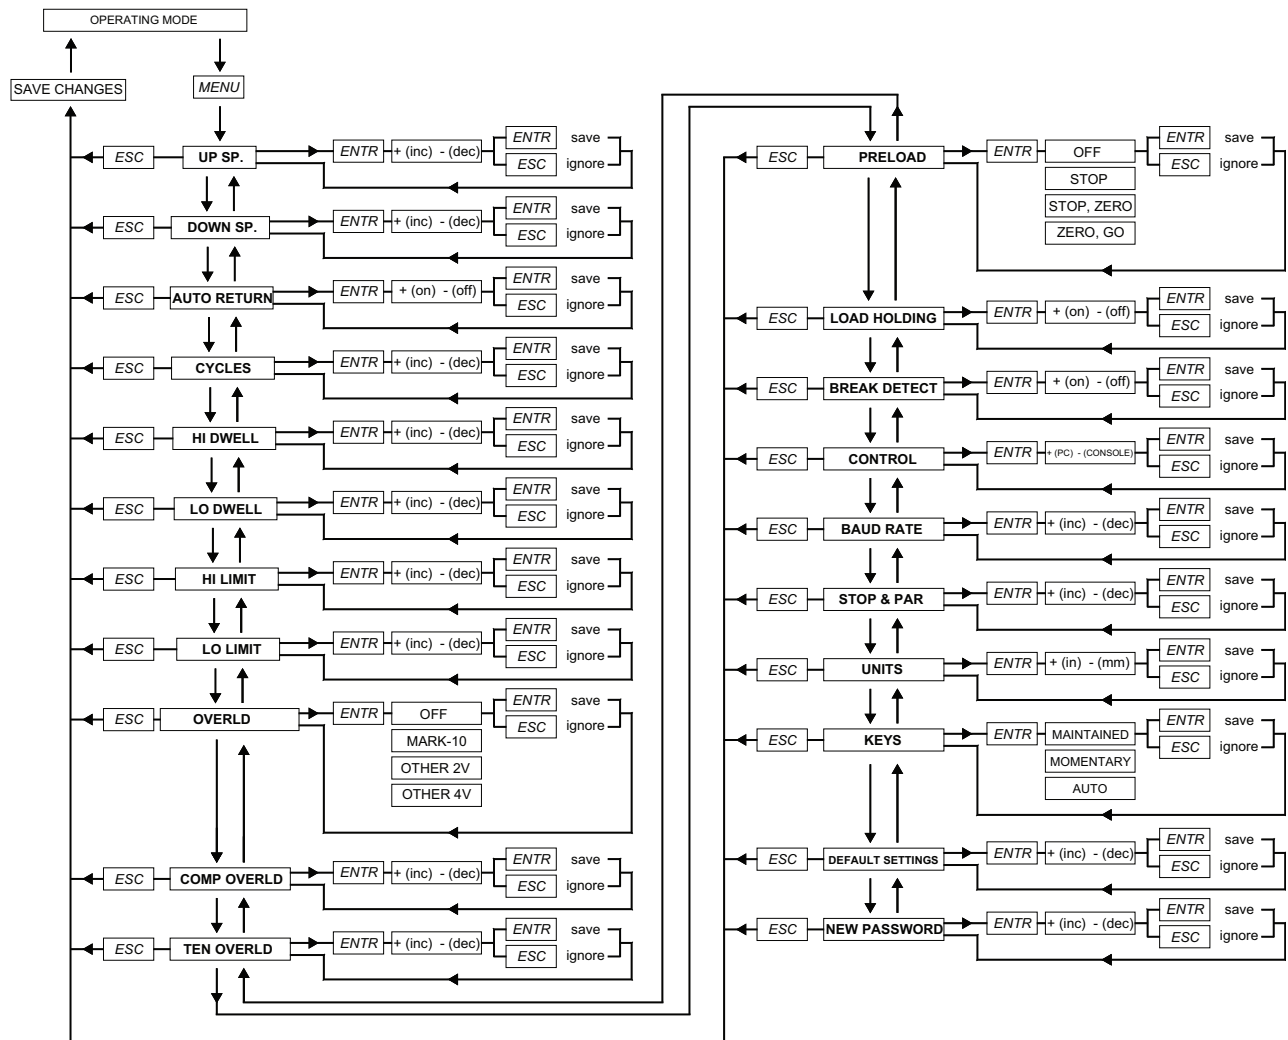 OPERATING MODE
SAVE CHANGES
MENU
ESC UP SP. ENTR + (inc) - (dec) ENTR save
ESC ignore
ESC DOWN SP. ENTR + (inc) - (dec) ENTR save
ESC ignore
ESC AUTO RETURN ENTR + (on) - (off) ENTR save
ESC ignore
ESC CYCLES ENTR + (inc) - (dec) ENTR save
ESC ignore
ESC HI DWELL ENTR + (inc) - (dec) ENTR save
ESC ignore
ESC LO DWELL ENTR + (inc) - (dec) ENTR save
ESC ignore
ESC HI LIMIT ENTR + (inc) - (dec) ENTR save
ESC ignore
ESC LO LIMIT ENTR + (inc) - (dec) ENTR save
ESC ignore
ESC OVERLD ENTR OFF ENTR save
ESC ignore
MARK-10
OTHER 2V
OTHER 4V
ESC COMP OVERLD ENTR + (inc) - (dec) ENTR save
ESC ignore
ESC TEN OVERLD ENTR + (inc) - (dec) ENTR save
ESC ignore
ESC PRELOAD ENTR OFF ENTR save
ESC ignore
STOP
STOP, ZERO
ZERO, GO
ESC LOAD HOLDING ENTR + (on) - (off) ENTR save
ESC ignore
ESC BREAK DETECT ENTR + (on) - (off) ENTR save
ESC ignore
ESC CONTROL ENTR + (PC) - (CONSOLE) ENTR save
ESC ignore
ESC BAUD RATE ENTR + (inc) - (dec) ENTR save
ESC ignore
ESC STOP & PAR ENTR + (inc) - (dec) ENTR save
ESC ignore
ESC UNITS ENTR + (in) - (mm) ENTR save
ESC ignore
ESC KEYS ENTR MAINTAINED ENTR save
ESC ignore
MOMENTARY
AUTO
ESC DEFAULT SETTINGS ENTR + (inc) - (dec) ENTR save
ESC ignore
ESC NEW PASSWORD ENTR + (inc) - (dec) ENTR save
ESC ignore